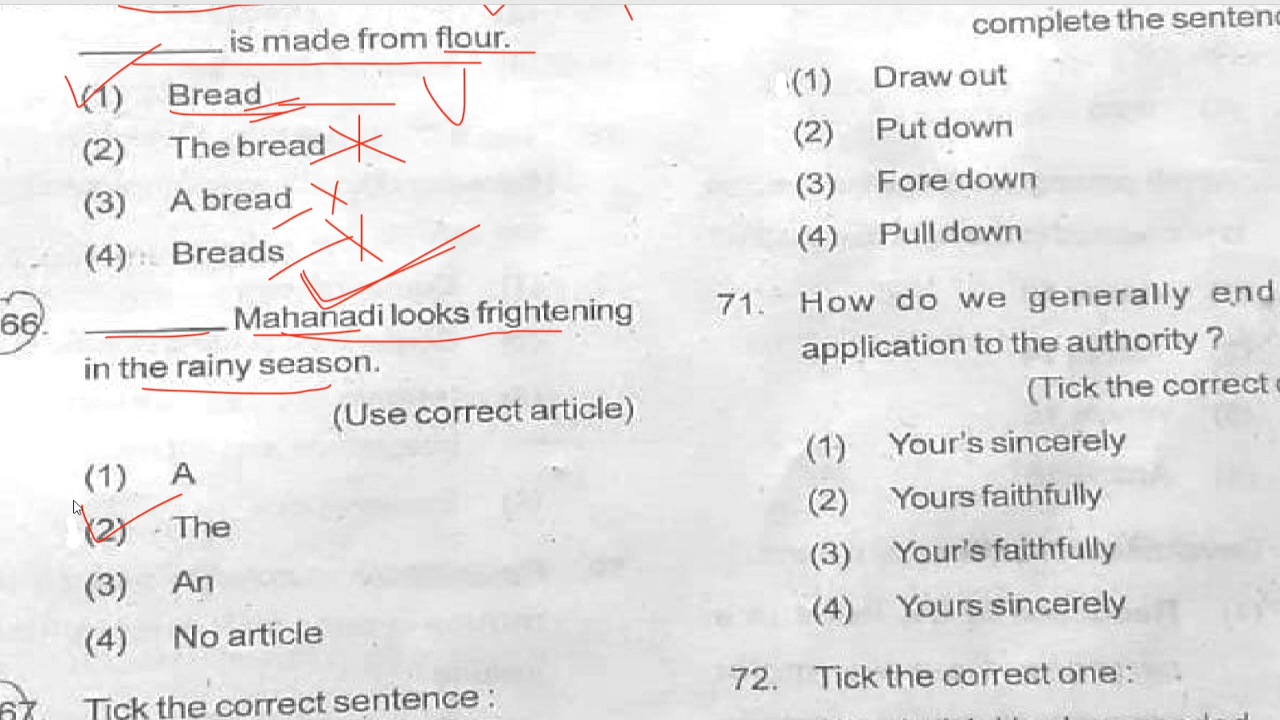 _________ is made from flour.
(1) Bread
(2) The bread
(3) A bread
(4) Breads
66. _________ Mahanadi looks frightening
in the rainy season.
(Use correct article)
(1) A
(2) The
(3) An
(4) No article
67. Tick the correct sentence :
complete the sentenc
(1) Draw out
(2) Put down
(3) Fore down
(4) Pull down
71. How do we generally end
application to the authority ?
(Tick the correct
(1) Your's sincerely
(2) Yours faithfully
(3) Your's faithfully
(4) Yours sincerely
72. Tick the correct one :